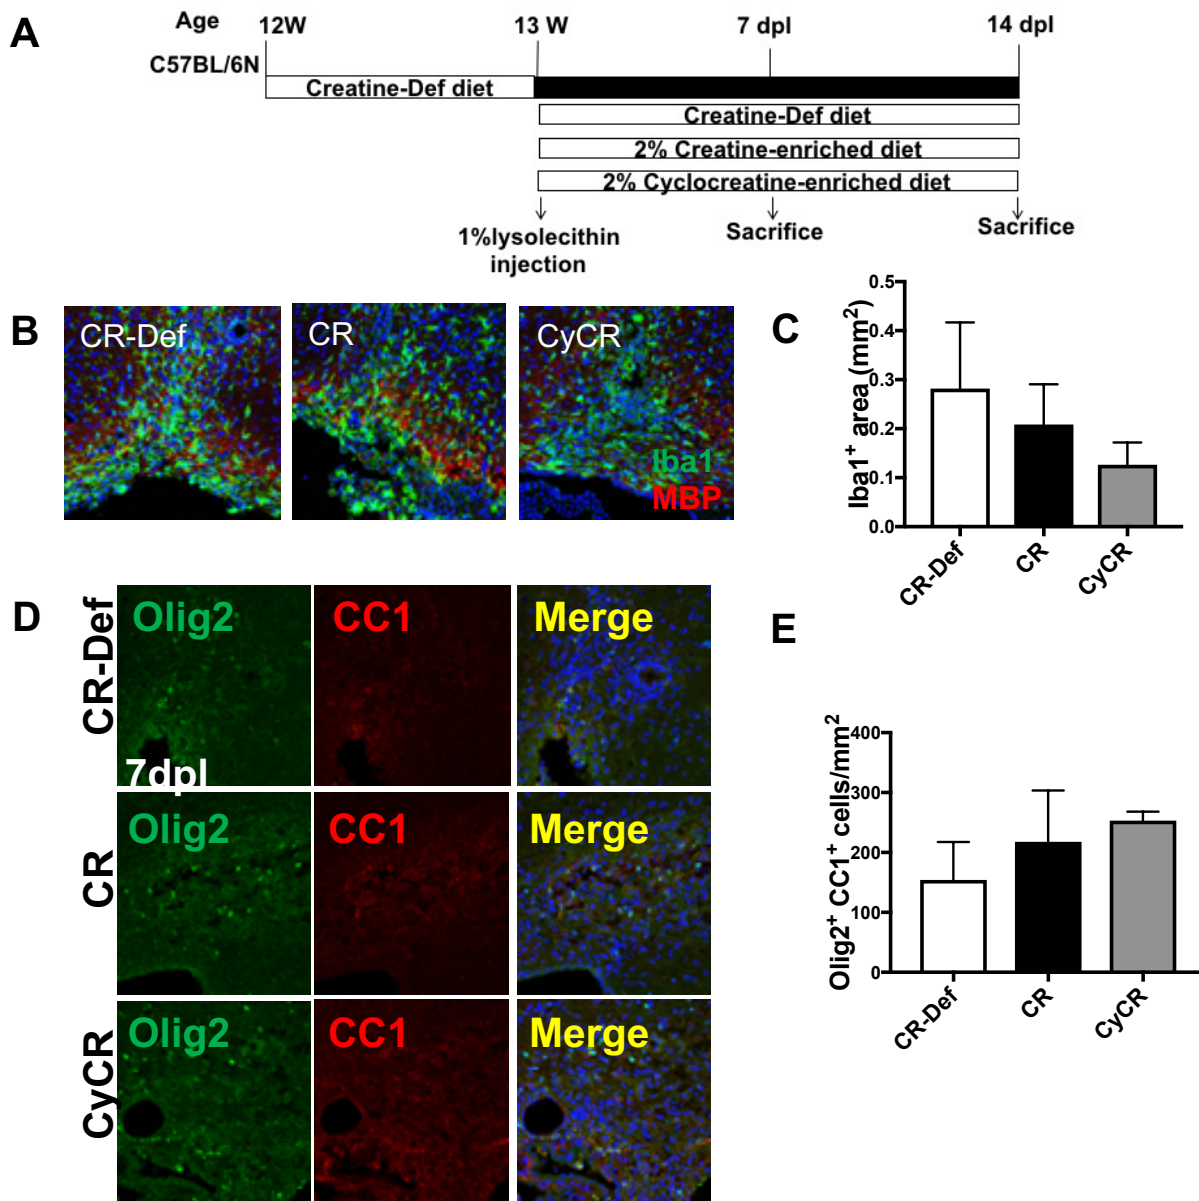 A
Age 12W 13 W 7 dpl 14 dpl
C57BL/6N
Creatine-Def diet
Creatine-Def diet
2% Creatine-enriched diet
2% Cyclocreatine-enriched diet
1%lysolecithin
injection
Sacrifice
Sacrifice
B
CR-Def
CR
CyCR
Iba1
MBP
C
Iba1+ area (mm2)
0.5
0.4
0.3
0.2
0.1
0.0
CR-Def
CR
CyCR
D
CR-Def
Olig2
CC1
Merge
7dpl
CR
Olig2
CC1
Merge
CyCR
Olig2
CC1
Merge
E
Olig2+ CC1+ cells/mm2
400
300
200
100
0
CR-Def
CR
CyCR